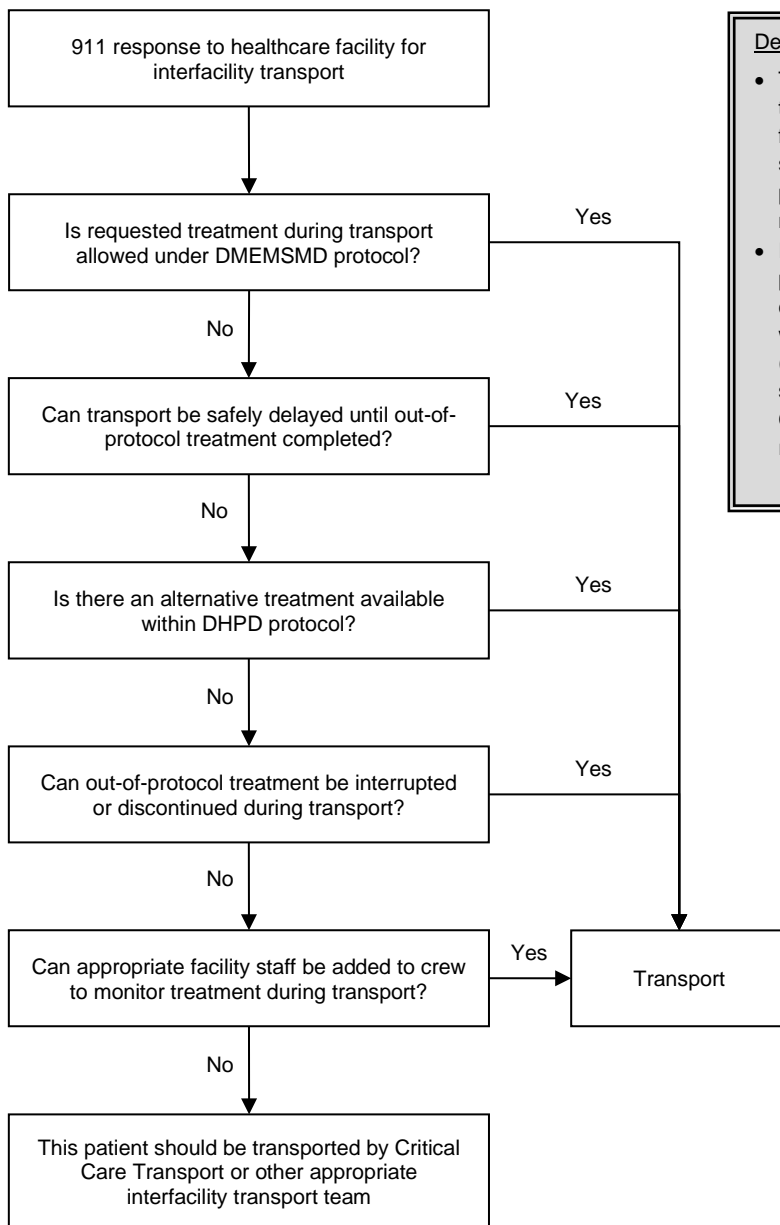 911 response to healthcare facility for
interfacility transport
Is requested treatment during transport
allowed under DMEMSMD protocol?
Yes
No
Can transport be safely delayed until out-of-
protocol treatment completed?
Yes
No
Is there an alternative treatment available
within DHPD protocol?
Yes
No
Can out-of-protocol treatment be interrupted
or discontinued during transport?
Yes
No
Can appropriate facility staff be added to crew
to monitor treatment during transport?
Yes
Transport
No
This patient should be transported by Critical
Care Transport or other appropriate
interfacility transport team